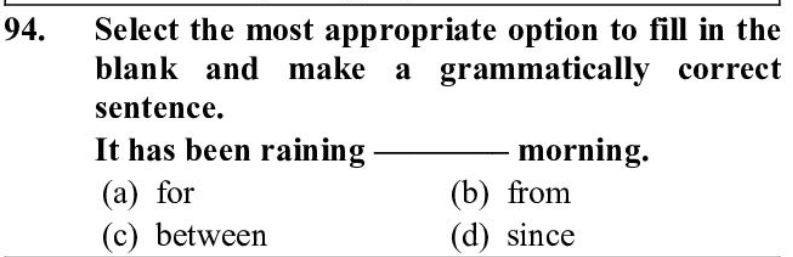 94. Select the most appropriate option to fill in the
blank and make a grammatically correct
sentence.
It has been raining ________ morning.
(a) for (b) from
(c) between (d) since